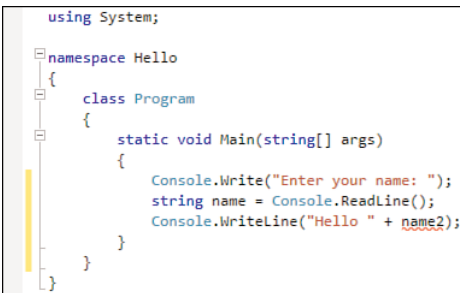 using System;
namespace Hello
{
class Program
{
static void Main(string[] args)
{
Console.Write("Enter your name: ");
string name = Console.ReadLine();
Console.WriteLine("Hello " + name2);
}
}
}